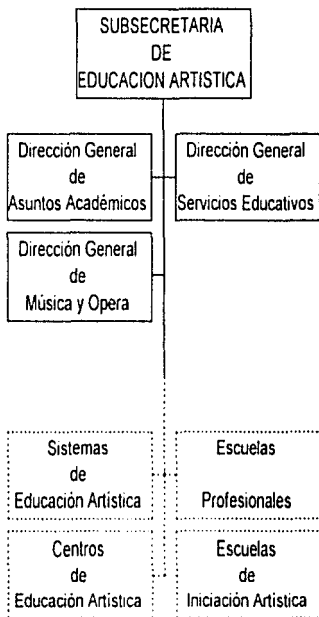 SUBSECRETARIA
DE
EDUCACION ARTISTICA
Dirección General
de
Asuntos Académicos
Dirección General
de
Servicios Educativos
Dirección General
de
Música y Opera
Sistemas
de
Educación Artística
Escuelas
Profesionales
Centros
de
Educación Artística
Escuelas
de
Iniciación Artística